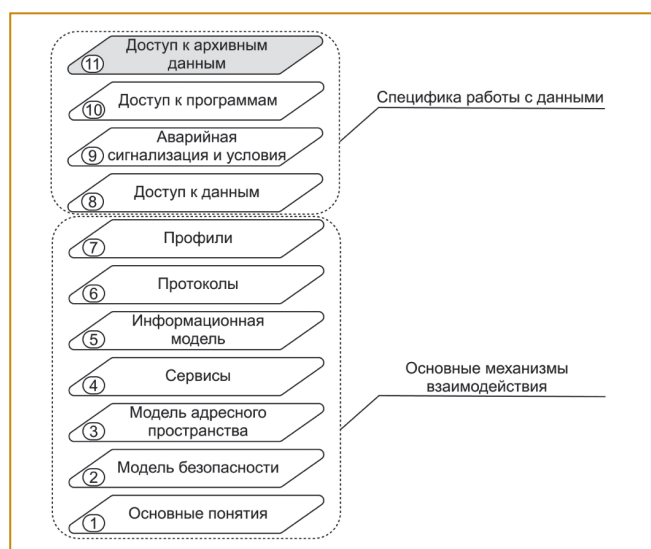 Доступ к архивным
данным
11
Доступ к программам
10
Специфика работы с данными
Аварийная
сигнализация и условия
9
Доступ к данным
8
Профили
7
Протоколы
6
Информационная
модель
5
Сервисы
4
Основные механизмы
взаимодействия
Модель адресного
пространства
3
Модель безопасности
2
Основные понятия
1